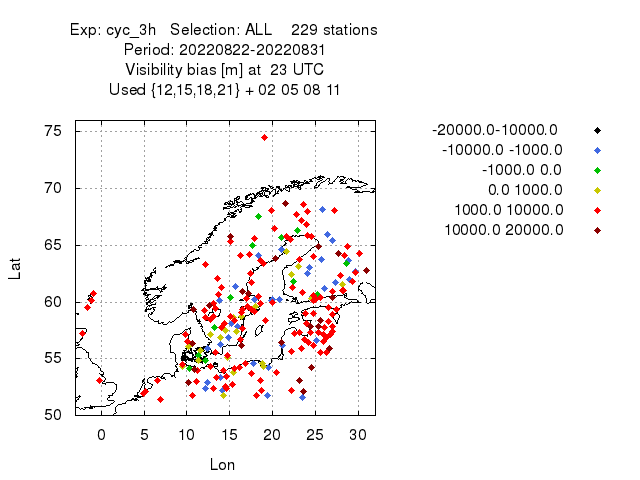 Exp: cyc_3h   Selection: ALL    229 stations
Period: 20220822-20220831
Visibility bias [m] at  23 UTC
Used {12,15,18,21} + 02 05 08 11
-20000.0-10000.0
-10000.0 -1000.0
-1000.0 0.0
0.0 1000.0
1000.0 10000.0
10000.0 20000.0
75
70
65
60
55
50
Lat
0 5 10 15 20 25 30
Lon